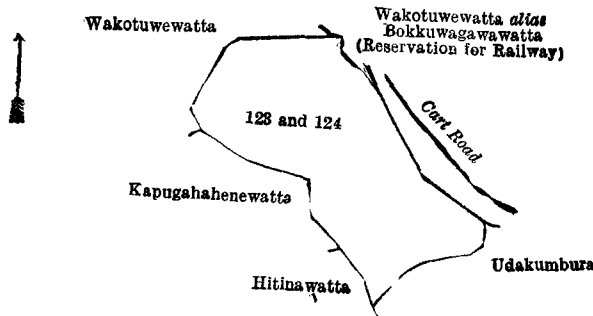 Wakotuwewatta
Wakotuwewatta alias
Bokkuwagawawatta
(Reservation for Railway)
123 and 124
Cart Road
Kapugahahenewatta
Udakumbura
Hitinawatta